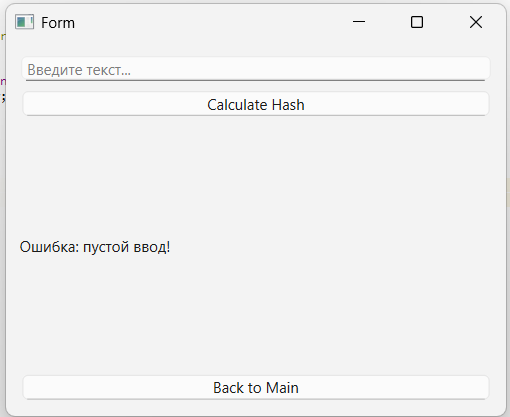 Form
Введите текст...
Calculate Hash
Ошибка: пустой ввод!
Back to Main